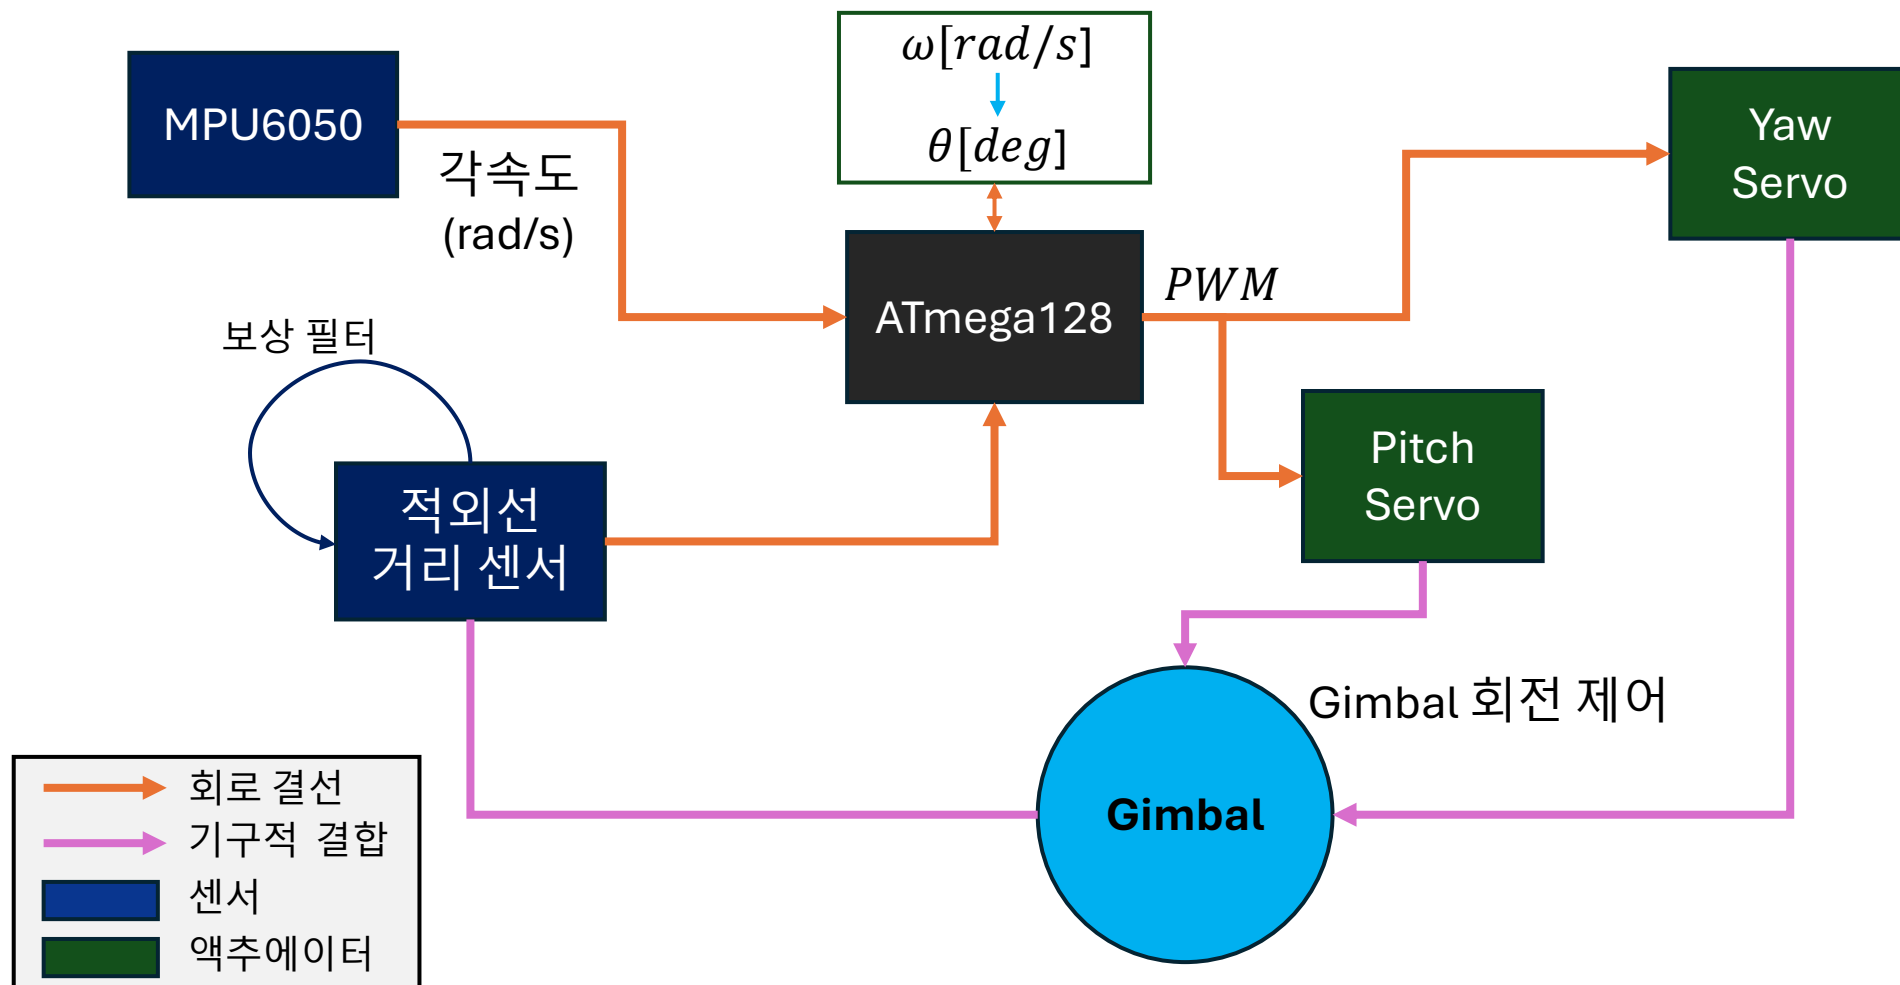 MPU6050
각속도
(rad/s)
ω[rad/s]
θ[deg]
Yaw
Servo
ATmega128
PWM
보상 필터
적외선
거리 센서
Pitch
Servo
Gimbal 회전 제어
Gimbal
회로 결선
기구적 결합
센서
액추에이터